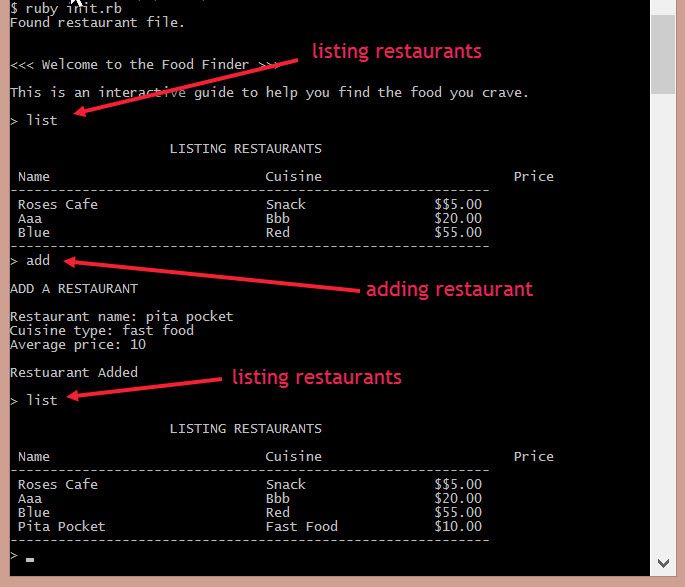 $ ruby init.rb
Found restaurant file.
<<< Welcome to the Food Finder >>>
listing restaurants
This is an interactive guide to help you find the food you crave.
> list
LISTING RESTAURANTS
Name Cuisine Price
------------------------------------------------------------
Roses Cafe Snack $$5.00
Aaa Bbb $20.00
Blue Red $55.00
------------------------------------------------------------
> add
ADD A RESTAURANT
adding restaurant
Restaurant name: pita pocket
Cuisine type: fast food
Average price: 10
Restuarant Added
listing restaurants
> list
LISTING RESTAURANTS
Name Cuisine Price
------------------------------------------------------------
Roses Cafe Snack $$5.00
Aaa Bbb $20.00
Blue Red $55.00
Pita Pocket Fast Food $10.00
------------------------------------------------------------
> _